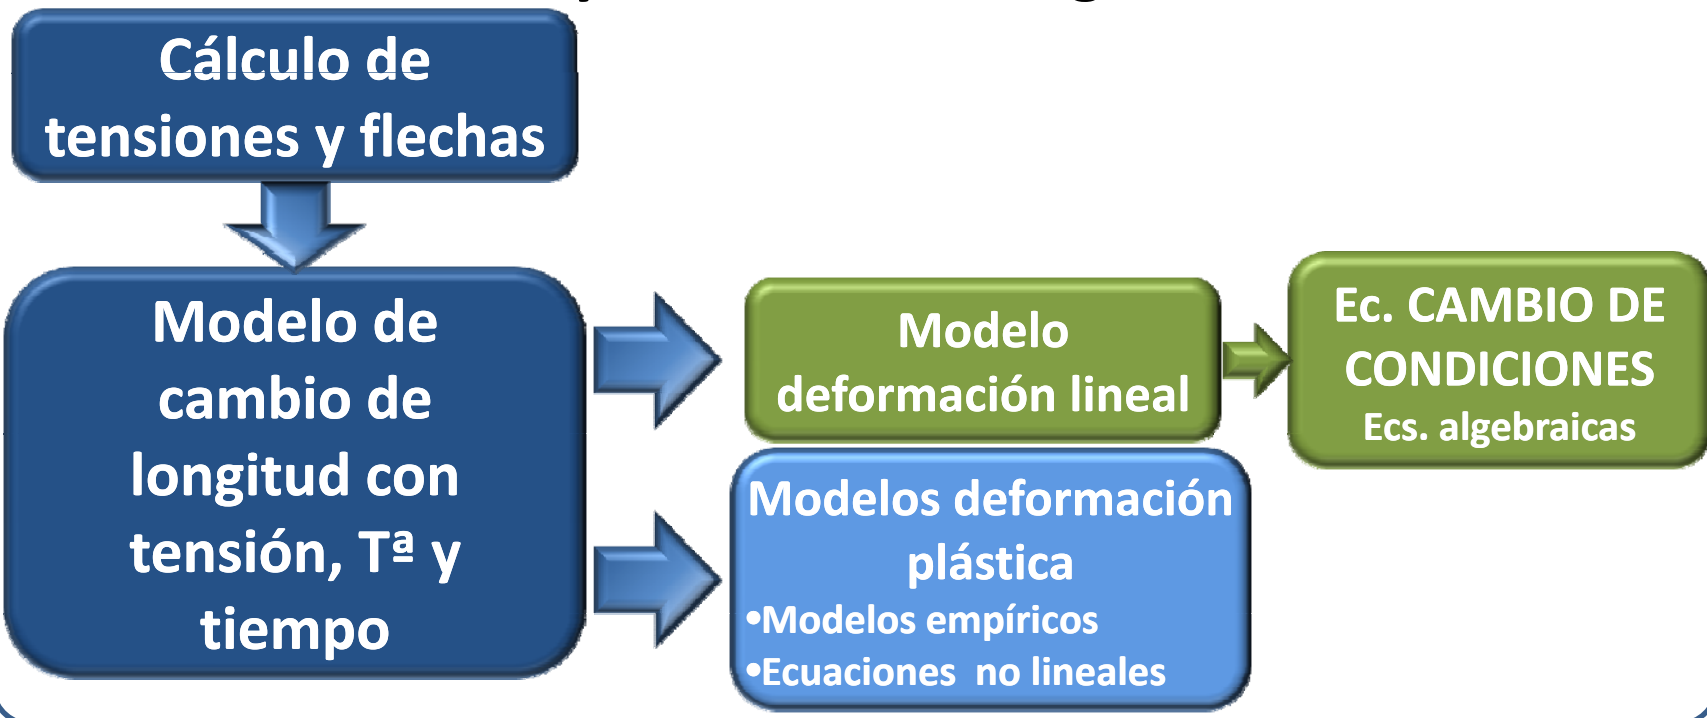 Cálculo de
tensiones y flechas
Modelo de
cambio de
longitud con
tensión, Tª y
tiempo
Modelo
deformación lineal
Ec. CAMBIO DE
CONDICIONES
Ecs. algebraicas
Modelos deformación
plástica
•Modelos empíricos
•Ecuaciones no lineales